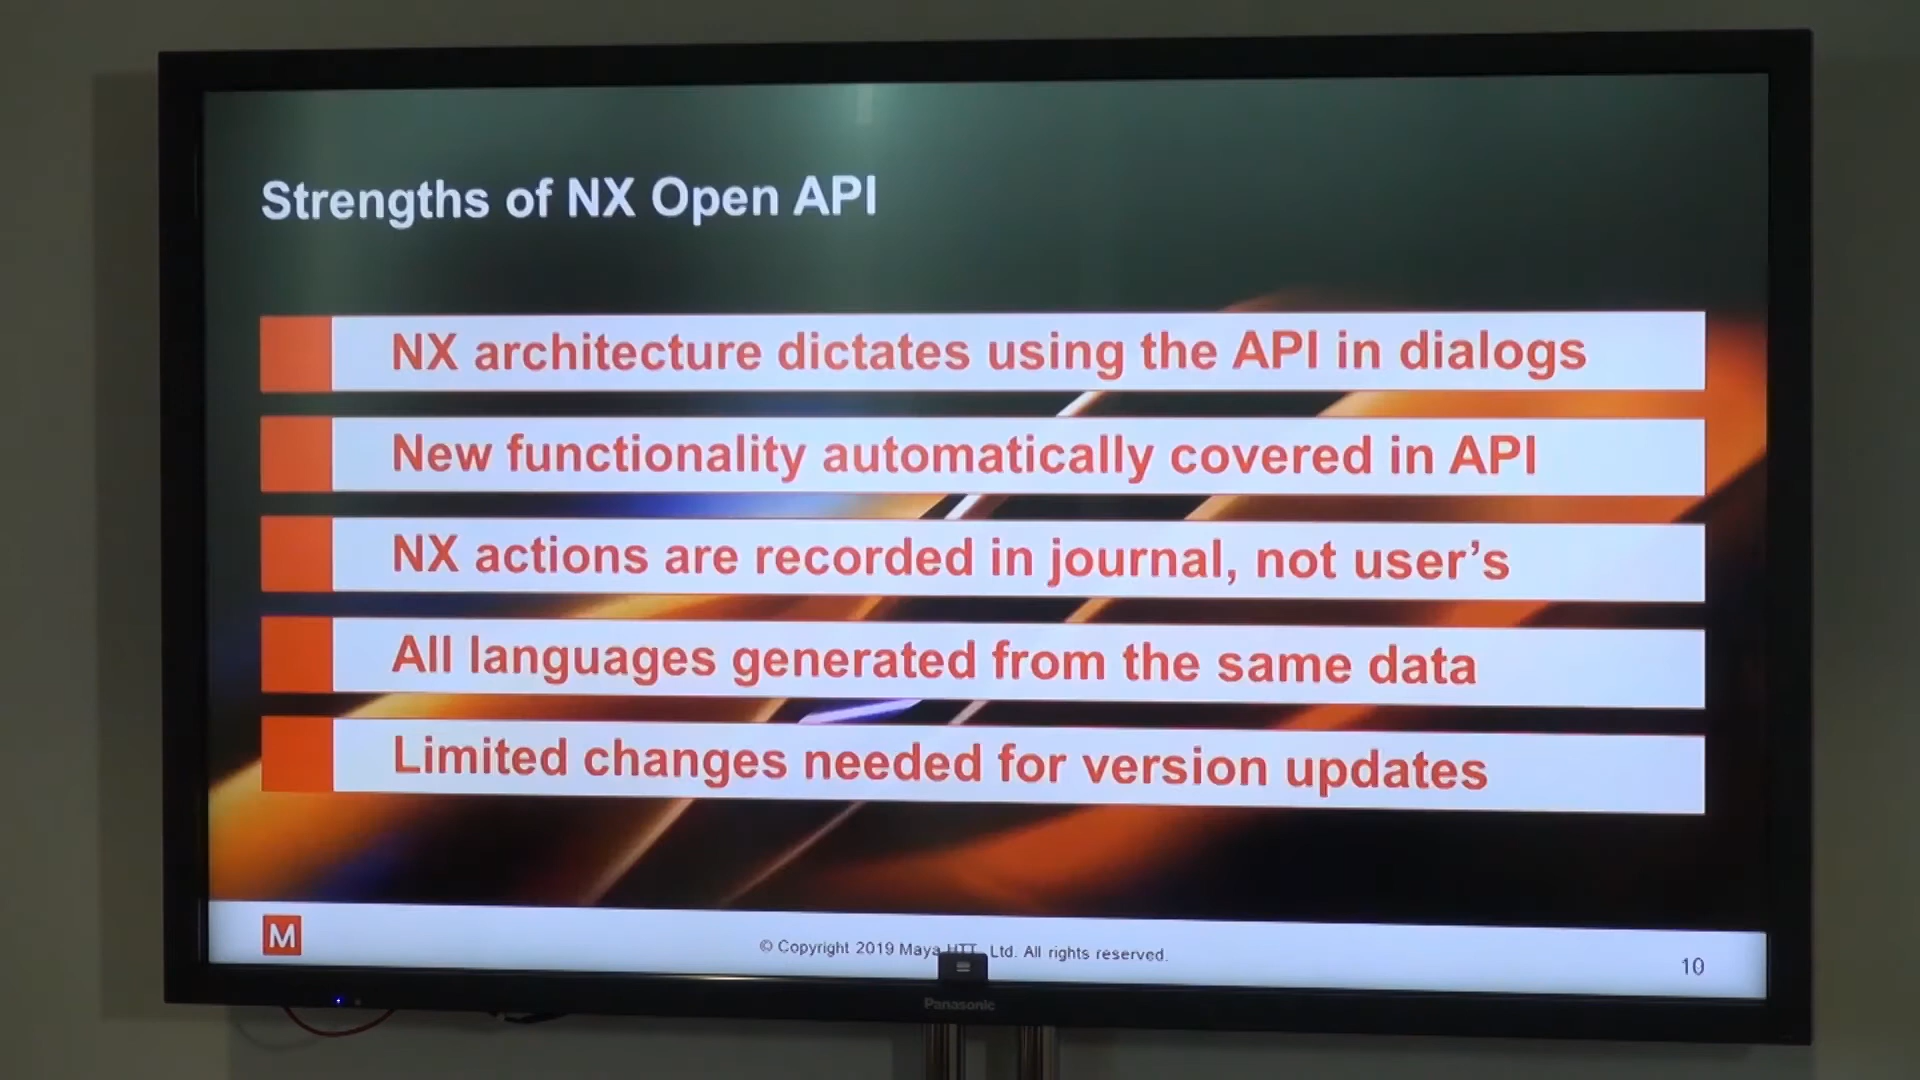 Strengths of NX Open API
NX architecture dictates using the API in dialogs
New functionality automatically covered in API
NX actions are recorded in journal, not user's
All languages generated from the same data
Limited changes needed for version updates
M
© Copyright 2019 Maya HTT Ltd. All rights reserved.
10
Panasonic